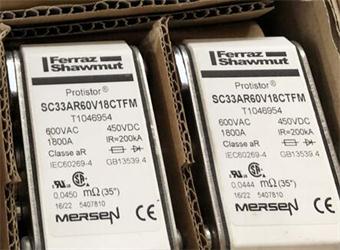 Ferraz
Shawmut
Protistor®
SC33AR60V18CTFM
T1046954
600VAC 450VDC
1800A IR=200kA
Classe aR
IEC60269-4 GB13539.4
0,0450 mΩ(35°)
16/22 5407810
MERSEN CE
Ferraz
Shawmut
Protistor®
SC33AR60V18CTFM
T1046954
600VAC 450VDC
1800A IR=200kA
Classe aR
IEC60269-4 GB13539.4
0,0444 mΩ(35°)
16/22 5407810
MERSEN CE